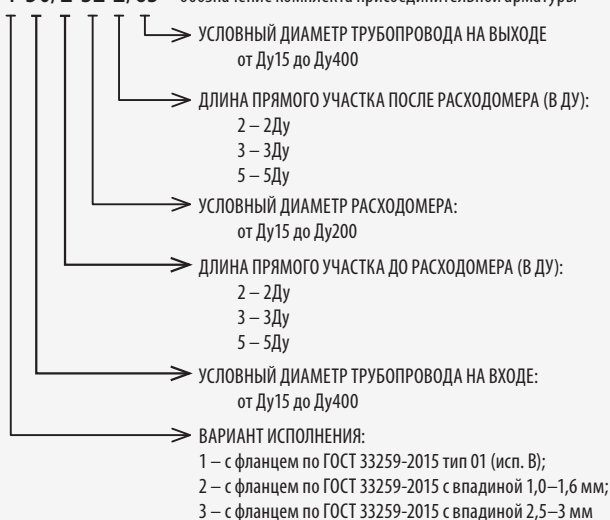 – обозначение комплекта присоединительной арматуры
УСЛОВНЫЙ ДИАМЕТР ТРУБОПРОВОДА НА ВЫХОДЕ
от Ду15 до Ду400
ДЛИНА ПРЯМОГО УЧАСТКА ПОСЛЕ РАСХОДОМЕРА (В ДУ):
2 – 2Ду
3 – 3Ду
5 – 5Ду
УСЛОВНЫЙ ДИАМЕТР РАСХОДОМЕРА:
от Ду15 до Ду200
ДЛИНА ПРЯМОГО УЧАСТКА ДО РАСХОДОМЕРА (В ДУ):
2 – 2Ду
3 – 3Ду
5 – 5Ду
УСЛОВНЫЙ ДИАМЕТР ТРУБОПРОВОДА НА ВХОДЕ:
от Ду15 до Ду400
ВАРИАНТ ИСПОЛНЕНИЯ:
1 – с фланцем по ГОСТ 33259-2015 тип 01 (исп. В);
2 – с фланцем по ГОСТ 33259-2015 с впадиной 1,0–1,6 мм;
3 – с фланцем по ГОСТ 33259-2015 с впадиной 2,5–3 мм